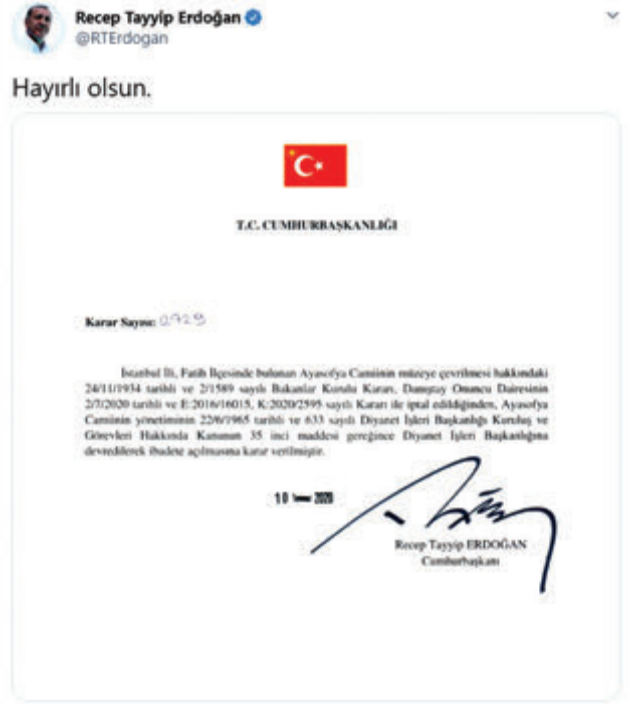 Recep Tayyip Erdoğan
@RTErdogan
Hayırlı olsun.
T.C. CUMHURBAŞKANLIĞI
Karar Sayısı: 2729
İstanbul İli, Fatih İlçesinde bulunan Ayasofya Camiinin müzeye çevrilmesi hakkındaki
24/11/1934 tarihli ve 2/1589 sayılı Bakanlar Kurulu Kararı, Danıştay Onuncu Dairesinin
2/7/2020 tarihli ve E:2016/16015, K:2020/2595 sayılı Kararı ile iptal edildiğinden, Ayasofya
Camiinin yönetiminin 22/6/1965 tarihli ve 633 sayılı Diyanet İşleri Başkanlığı Kuruluş ve
Görevleri Hakkında Kanunun 35 inci maddesi gereğince Diyanet İşleri Başkanlığına
devredilerek ibadete açılmasına karar verilmiştir.
10 Temmuz 2020
Recep Tayyip ERDOĞAN
Cumhurbaşkanı